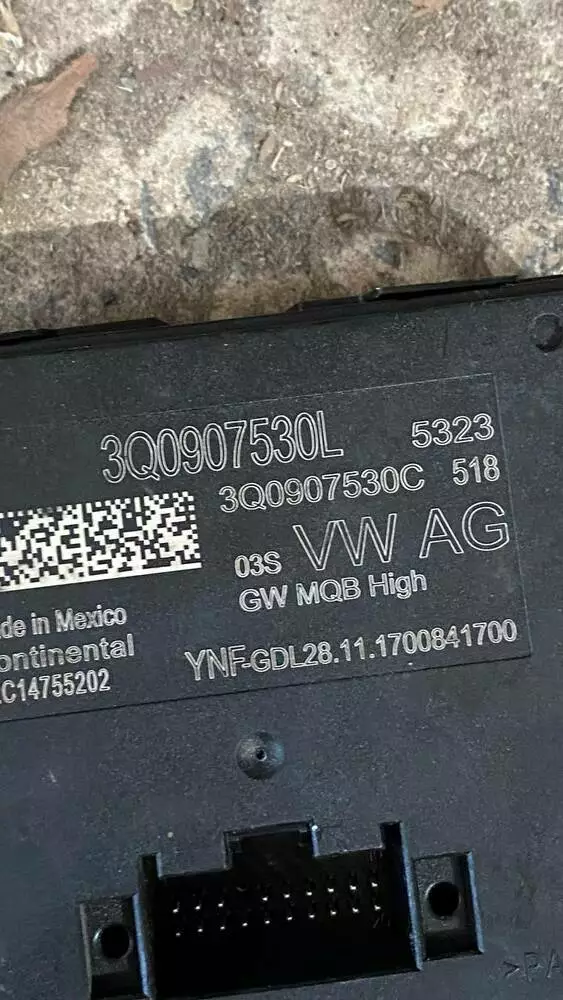 3Q0907530L 5323
3Q0907530C 518
03S VW AG
GW MQB High
de in Mexico
ontinental
C14755202
YNF-GDL28.11.1700841700
>PA